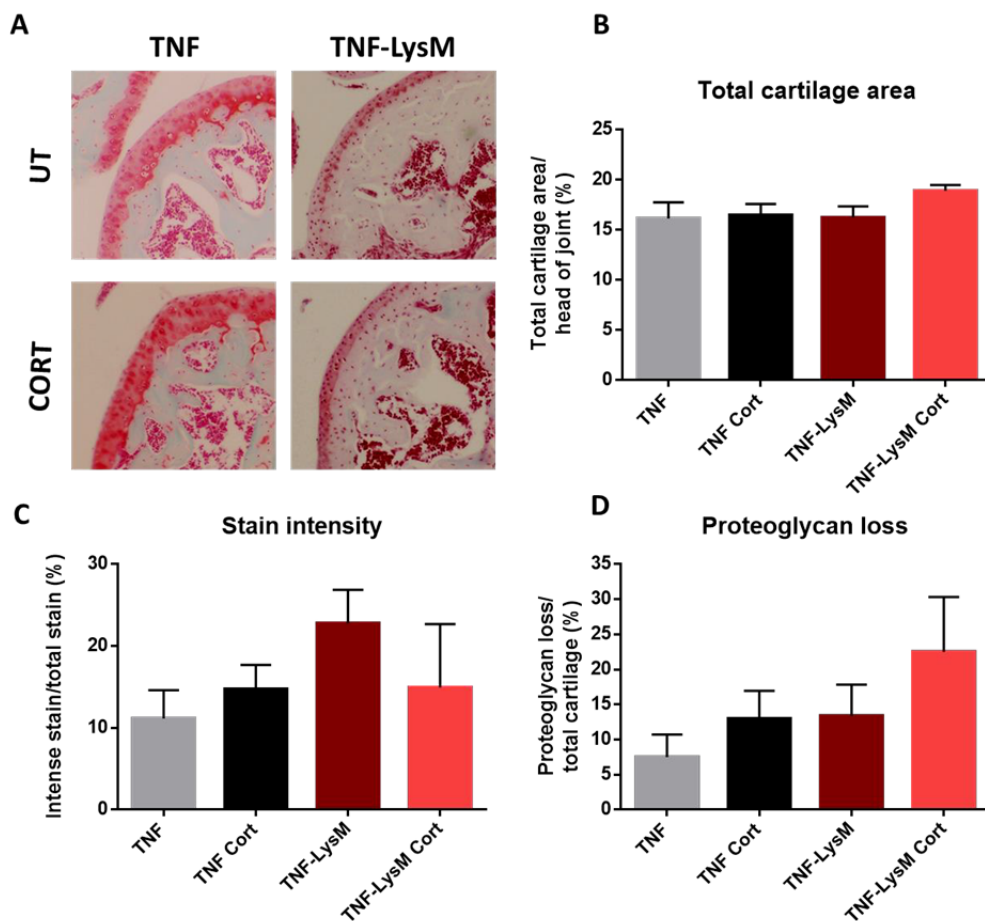 A
TNF
TNF-LysM
UT
CORT
B
Total cartilage area
Total cartilage area/
head of joint (%)
25
20
15
10
5
0
TNF
TNF Cort
TNF-LysM
TNF-LysM Cort
C
Stain intensity
Intense stain/total stain (%)
30
20
10
0
TNF
TNF Cort
TNF-LysM
TNF-LysM Cort
D
Proteoglycan loss
Proteoglycan loss/
total cartilage (%)
35
30
25
20
15
10
5
0
TNF
TNF Cort
TNF-LysM
TNF-LysM Cort